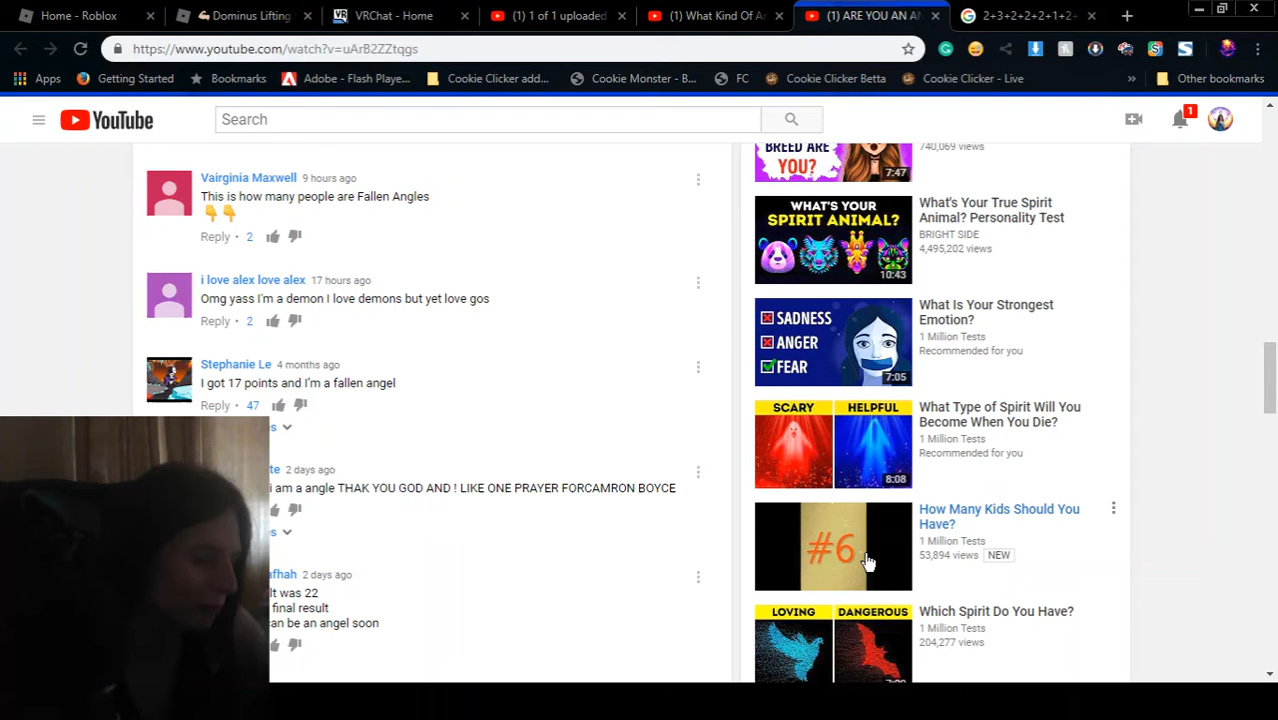 Home - Roblox
Dominus Lifting
VRChat - Home
(1) 1 of 1 uploaded
(1) What Kind Of A
(1) ARE YOU AN A
2+3+2+2+2+1+2+
https://www.youtube.com/watch?v=uArB2ZZtqgs
Apps
Getting Started
Bookmarks
Adobe - Flash Playe...
Cookie Clicker add...
Cookie Monster - B...
FC
Cookie Clicker Betta
Cookie Clicker - Live
»
Other bookmarks
YouTube
Search
1
Vairginia Maxwell 9 hours ago
This is how many people are Fallen Angles
Reply · 2
i love alex love alex 17 hours ago
Omg yass I'm a demon I love demons but yet love gos
Reply · 2
Stephanie Le 4 months ago
I got 17 points and I'm a fallen angel
Reply · 47
2 days ago
i am a angle THAK YOU GOD AND ! LIKE ONE PRAYER FORCAMRON BOYCE
2 days ago
was 22
final result
can be an angel soon
BREED ARE
YOU?
7:47
740,069 views
WHAT'S YOUR
SPIRIT ANIMAL?
10:43
What's Your True Spirit
Animal? Personality Test
BRIGHT SIDE
4,495,202 views
SADNESS
ANGER
FEAR
7:05
What Is Your Strongest
Emotion?
1 Million Tests
Recommended for you
SCARY
HELPFUL
8:08
What Type of Spirit Will You
Become When You Die?
1 Million Tests
Recommended for you
#6
How Many Kids Should You
Have?
1 Million Tests
53,894 views NEW
LOVING
DANGEROUS
Which Spirit Do You Have?
1 Million Tests
204,277 views